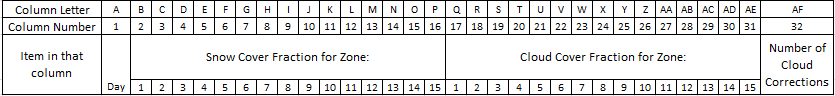 Column Letter A B C D E F G H I J K L M N O P Q R S T U V W X Y Z AA AB AC AD AE AF
Column Number 1 2 3 4 5 6 7 8 9 10 11 12 13 14 15 16 17 18 19 20 21 22 23 24 25 26 27 28 29 30 31 32
Item in that
column
Day
Snow Cover Fraction for Zone:
1 2 3 4 5 6 7 8 9 10 11 12 13 14 15
Cloud Cover Fraction for Zone:
1 2 3 4 5 6 7 8 9 10 11 12 13 14 15
Number of
Cloud
Corrections